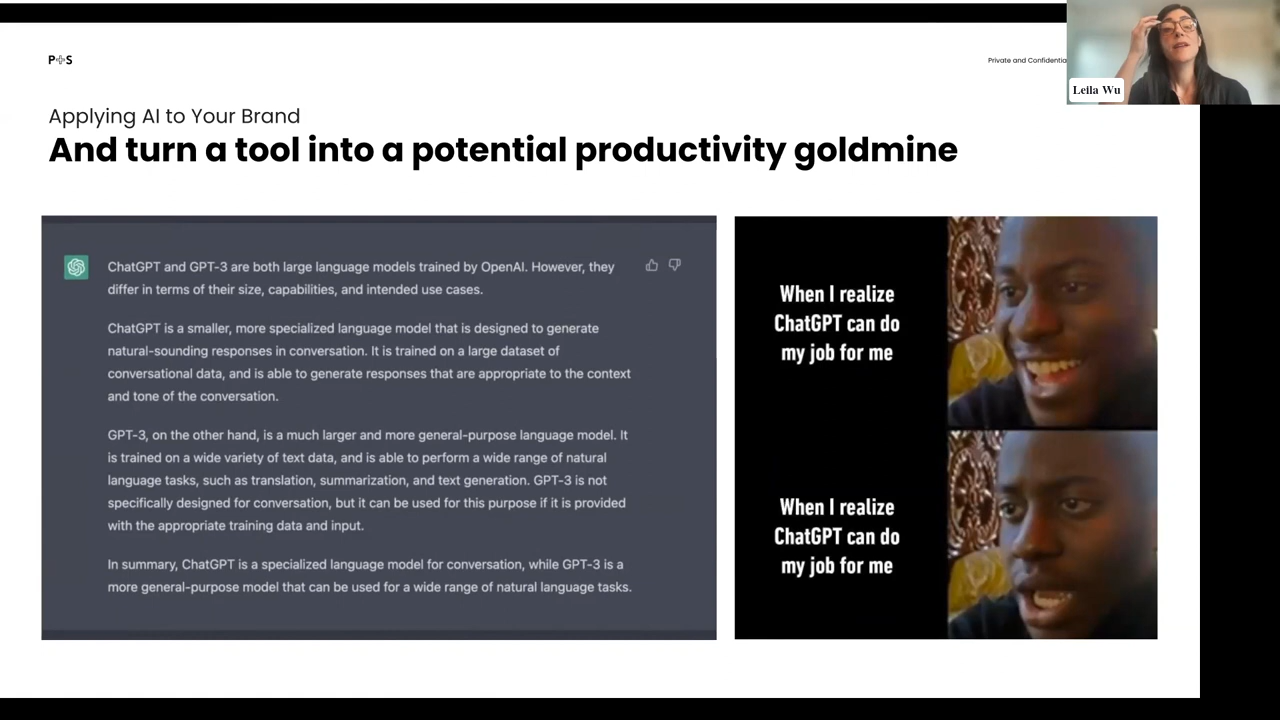 P+S
Private and Confidentia
Leila Wu
Applying AI to Your Brand
And turn a tool into a potential productivity goldmine
ChatGPT and GPT-3 are both large language models trained by OpenAI. However, they
differ in terms of their size, capabilities, and intended use cases.
ChatGPT is a smaller, more specialized language model that is designed to generate
natural-sounding responses in conversation. It is trained on a large dataset of
conversational data, and is able to generate responses that are appropriate to the context
and tone of the conversation.
GPT-3, on the other hand, is a much larger and more general-purpose language model. It
is trained on a wide variety of text data, and is able to perform a wide range of natural
language tasks, such as translation, summarization, and text generation. GPT-3 is not
specifically designed for conversation, but it can be used for this purpose if it is provided
with the appropriate training data and input.
In summary, ChatGPT is a specialized language model for conversation, while GPT-3 is a
more general-purpose model that can be used for a wide range of natural language tasks.
When I realize
ChatGPT can do
my job for me
When I realize
ChatGPT can do
my job for me